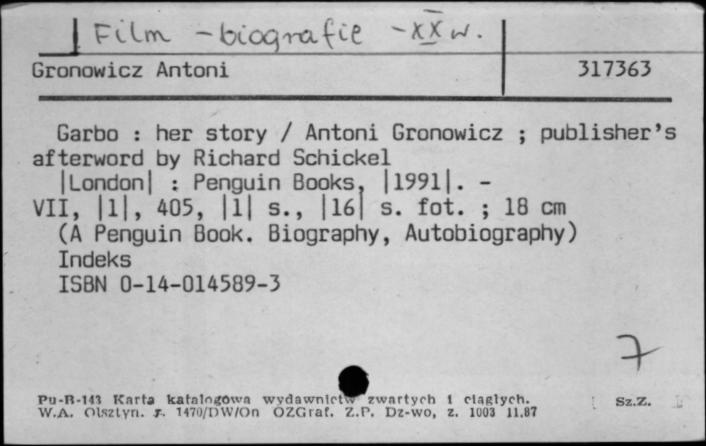 Film - biografie - XX w.
Gronowicz Antoni 317363
Garbo : her story / Antoni Gronowicz ; publisher's
afterword by Richard Schickel
|London| : Penguin Books, |1991|. -
VII, |1|, 405, |1| s., |16| s. fot. ; 18 cm
(A Penguin Book. Biography, Autobiography)
Indeks
ISBN 0-14-014589-3
7
Pu-B-143 Karta katalogowa wydawnictw zwartych i ciągłych. Sz.Z.
W.A. Olsztyn. z. 1470/DW/On OZGraf. Z.P. Dz-wo, z. 1003 11.87